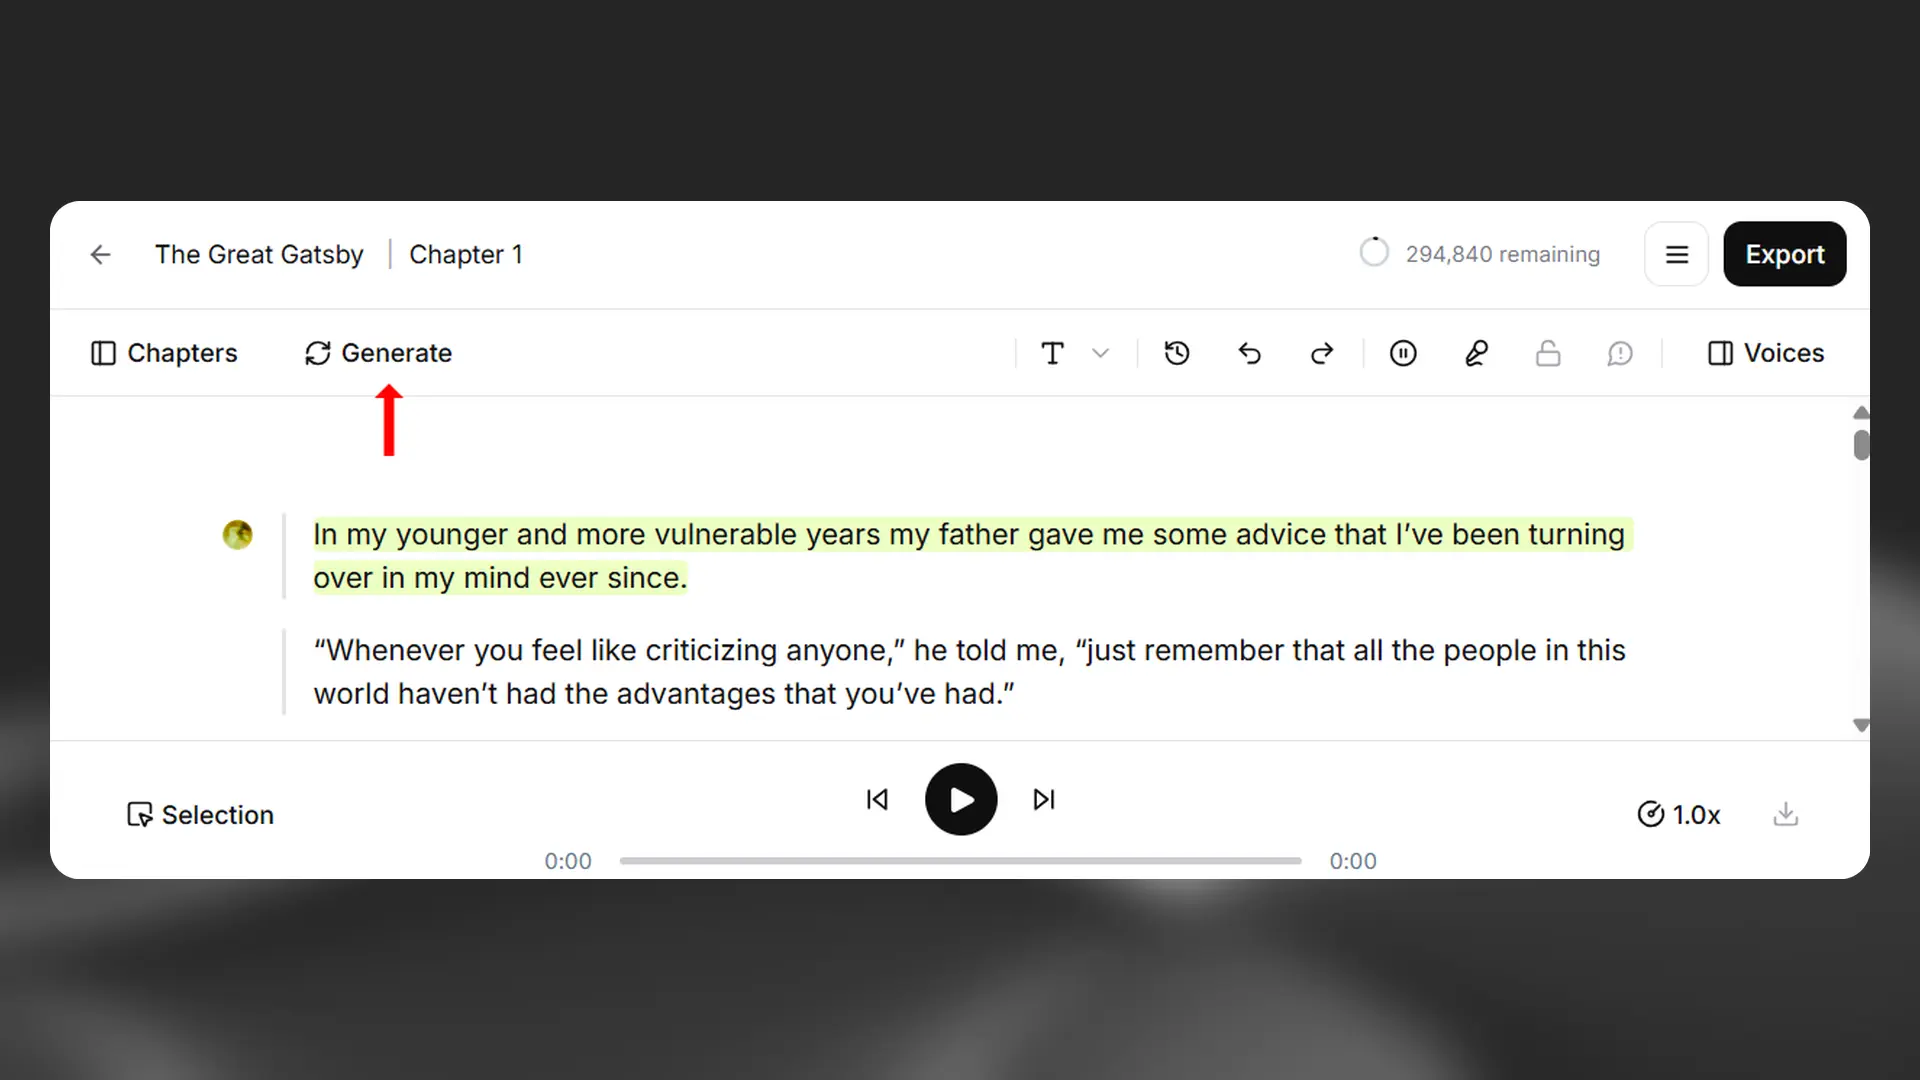 The Great Gatsby | Chapter 1
294,840 remaining
Export
Chapters
Generate
Voices
In my younger and more vulnerable years my father gave me some advice that I’ve been turning
over in my mind ever since.
“Whenever you feel like criticizing anyone,” he told me, “just remember that all the people in this
world haven’t had the advantages that you’ve had.”
Selection
1.0x
0:00
0:00